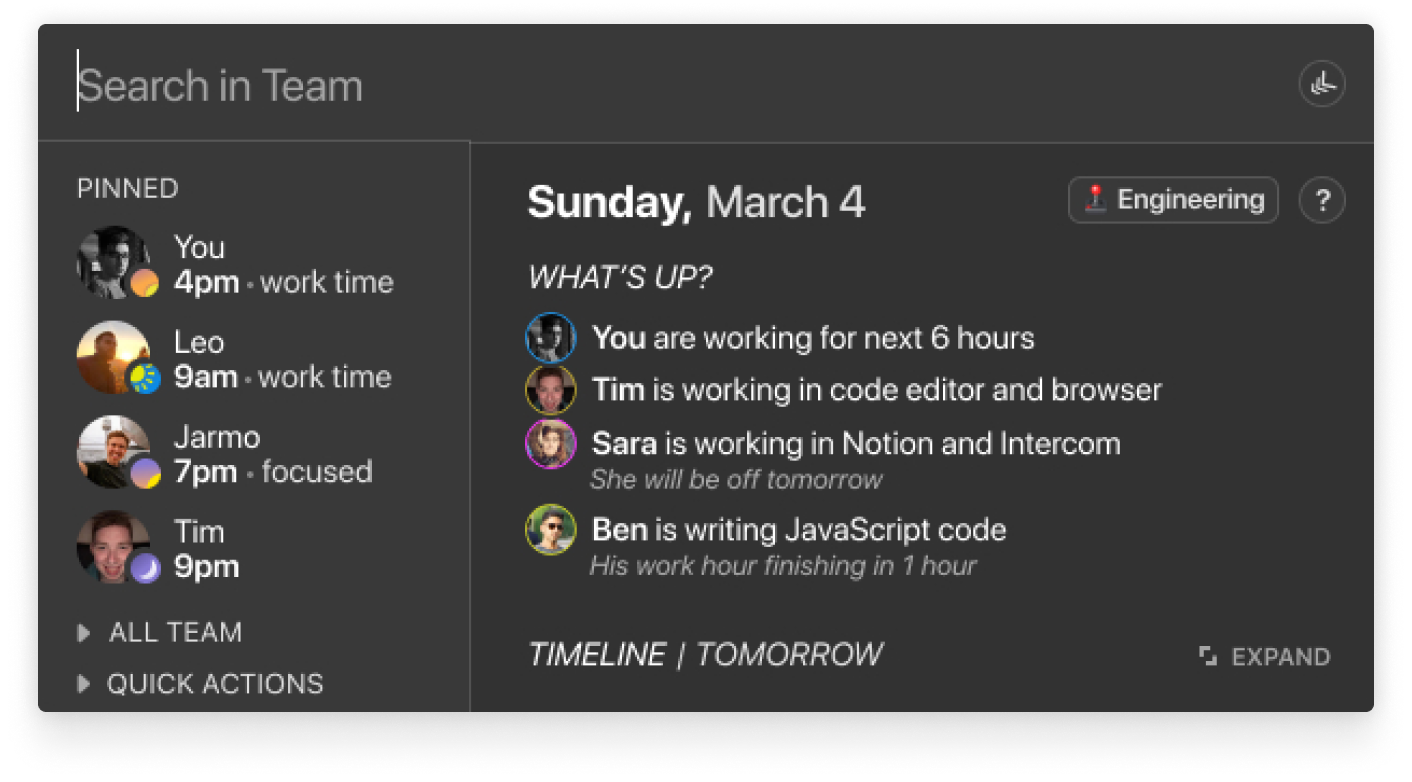 Search in Team
PINNED
You
4pm • work time
Leo
9am • work time
Jarmo
7pm • focused
Tim
9pm
ALL TEAM
QUICK ACTIONS
Sunday, March 4
Engineering
?
WHAT'S UP?
You are working for next 6 hours
Tim is working in code editor and browser
Sara is working in Notion and Intercom
She will be off tomorrow
Ben is writing JavaScript code
His work hour finishing in 1 hour
TIMELINE | TOMORROW
EXPAND